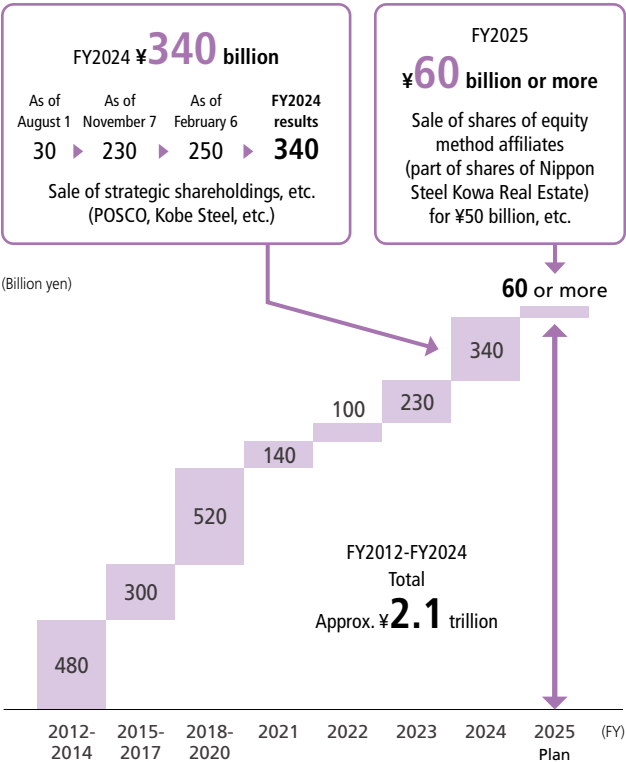 FY2024 ¥340 billion
As of August 1
As of November 7
As of February 6
FY2024 results
30 ▶ 230 ▶ 250 ▶ 340
Sale of strategic shareholdings, etc.
(POSCO, Kobe Steel, etc.)
FY2025
¥60 billion or more
Sale of shares of equity
method affiliates
(part of shares of Nippon
Steel Kowa Real Estate)
for ¥50 billion, etc.
(Billion yen)
60 or more
340
230
100
140
520
300
480
FY2012-FY2024
Total
Approx. ¥2.1 trillion
2012-2014
2015-2017
2018-2020
2021
2022
2023
2024
2025 Plan
(FY)